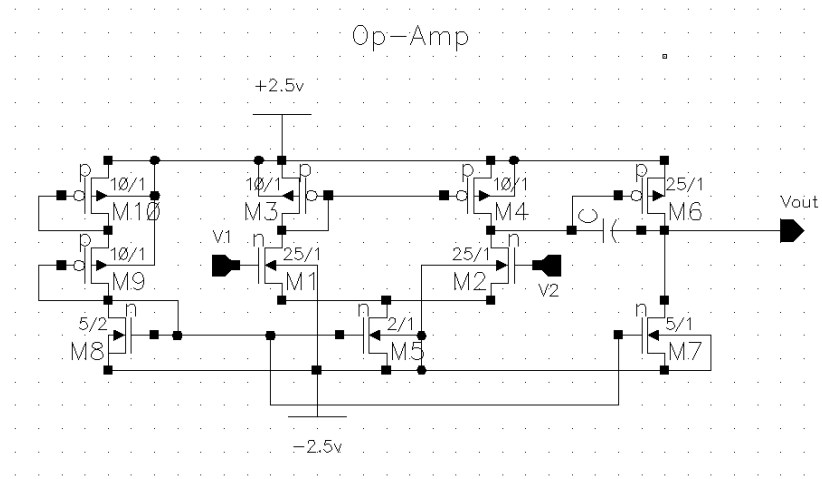 Op-Amp
+2.5v
p p p p
10/1 10/1 10/1 25/1
M10 M3 M4 M6
C
Vout
V1
p n n
10/1 25/1 25/1
M9 M1 M2
V2
n n n
5/2 2/1 5/1
M8 M5 M7
-2.5v